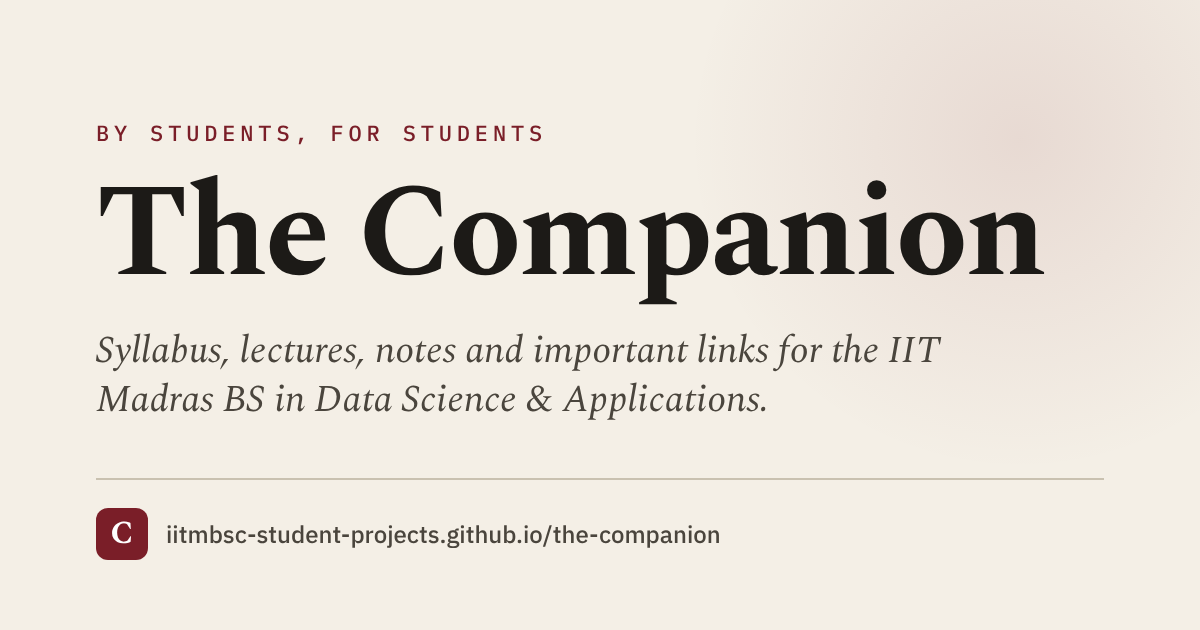 BY STUDENTS, FOR STUDENTS
The Companion
Syllabus, lectures, notes and important links for the IIT
Madras BS in Data Science & Applications.
C iitmbsc-student-projects.github.io/the-companion